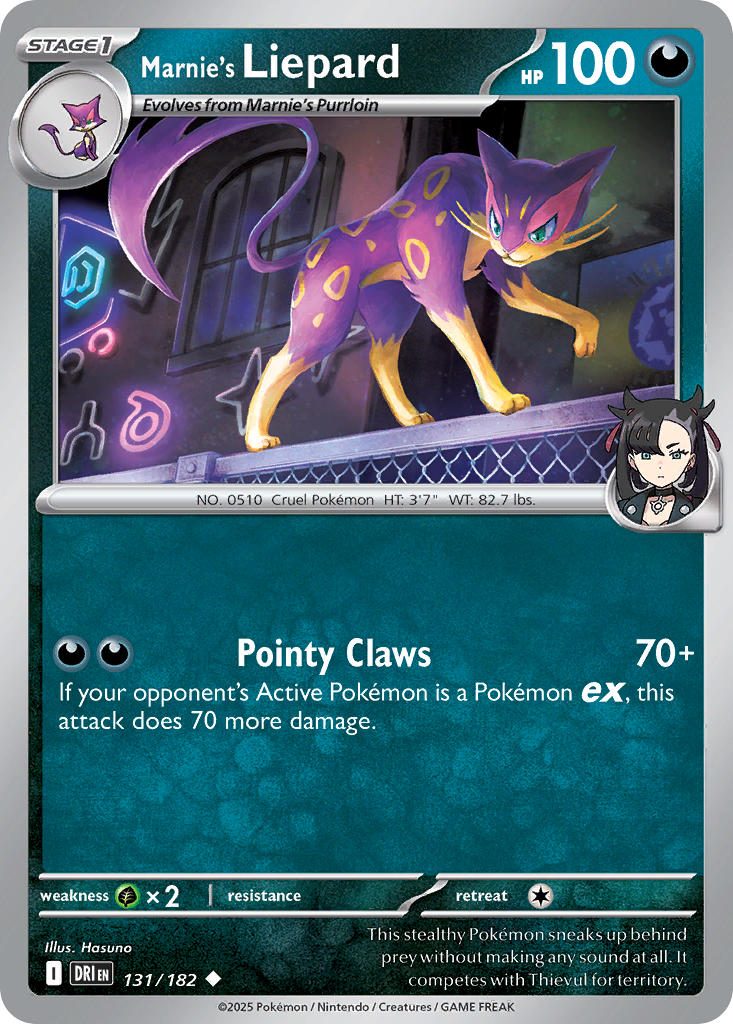 STAGE1
Marnie's Liepard HP 100
Evolves from Marnie's Purrloin
NO. 0510 Cruel Pokémon HT: 3'7" WT: 82.7 lbs.
Pointy Claws 70+
If your opponent's Active Pokémon is a Pokémon ex, this
attack does 70 more damage.
weakness ×2 resistance retreat
This stealthy Pokémon sneaks up behind
prey without making any sound at all. It
competes with Thievul for territory.
Illus. Hasuno
I DRI EN 131/182
©2025 Pokémon / Nintendo / Creatures / GAME FREAK